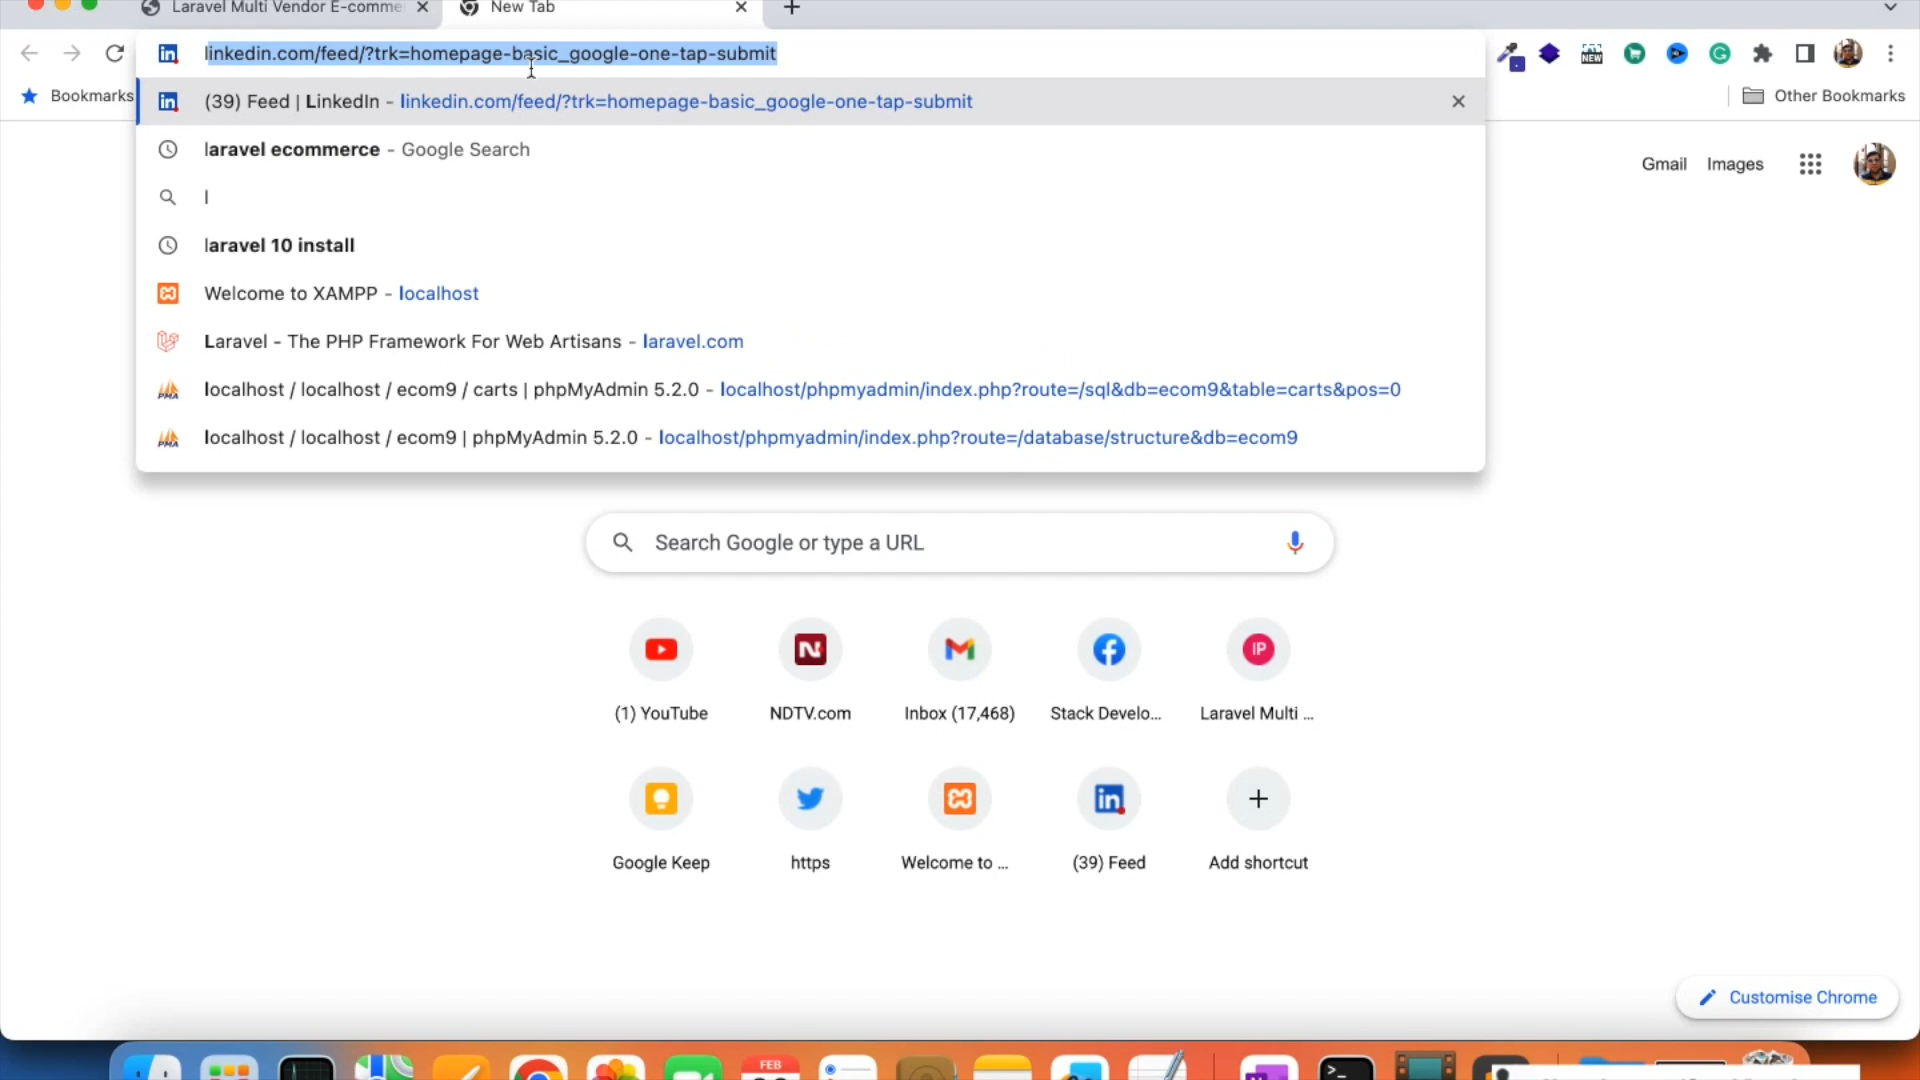 Laravel Multi Vendor E-comme
New Tab
linkedin.com/feed/?trk=homepage-basic_google-one-tap-submit
NEW
Bookmarks
(39) Feed | LinkedIn - linkedin.com/feed/?trk=homepage-basic_google-one-tap-submit
Other Bookmarks
laravel ecommerce - Google Search
Gmail
Images
l
laravel 10 install
Welcome to XAMPP - localhost
Laravel - The PHP Framework For Web Artisans - laravel.com
localhost / localhost / ecom9 / carts | phpMyAdmin 5.2.0 - localhost/phpmyadmin/index.php?route=/sql&db=ecom9&table=carts&pos=0
localhost / localhost / ecom9 | phpMyAdmin 5.2.0 - localhost/phpmyadmin/index.php?route=/database/structure&db=ecom9
Search Google or type a URL
IP
(1) YouTube
NDTV.com
Inbox (17,468)
Stack Develo...
Laravel Multi ...
in
Google Keep
https
Welcome to ...
(39) Feed
Add shortcut
Customise Chrome
FEB